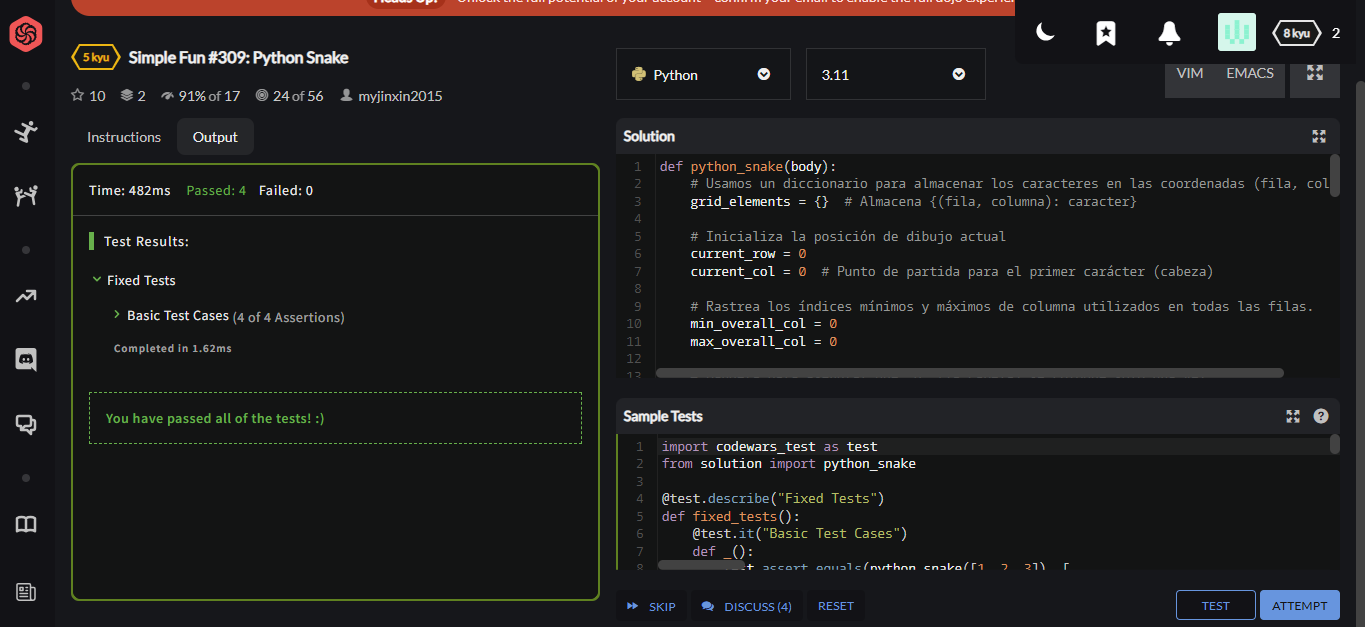 Heads Up! Unlock the full potential of your account - confirm your email to enable the full dojo experie
5 kyu Simple Fun #309: Python Snake
10 2 91% of 17 24 of 56 myjinxin2015
Instructions Output
Time: 482ms Passed: 4 Failed: 0
Test Results:
Fixed Tests
Basic Test Cases (4 of 4 Assertions)
Completed in 1.62ms
You have passed all of the tests! :)
8 kyu 2
Python 3.11 VIM EMACS
Solution
1 def python_snake(body):
2 # Usamos un diccionario para almacenar los caracteres en las coordenadas (fila, col
3 grid_elements = {} # Almacena {(fila, columna): caracter}
4
5 # Inicializa la posición de dibujo actual
6 current_row = 0
7 current_col = 0 # Punto de partida para el primer carácter (cabeza)
8
9 # Rastrea los índices mínimos y máximos de columna utilizados en todas las filas.
10 min_overall_col = 0
11 max_overall_col = 0
12
13
Sample Tests
1 import codewars_test as test
2 from solution import python_snake
3
4 @test.describe("Fixed Tests")
5 def fixed_tests():
6 @test.it("Basic Test Cases")
7 def _():
8 test.assert_equals(python_snake([1, 2, 3]), [
SKIP DISCUSS (4) RESET TEST ATTEMPT